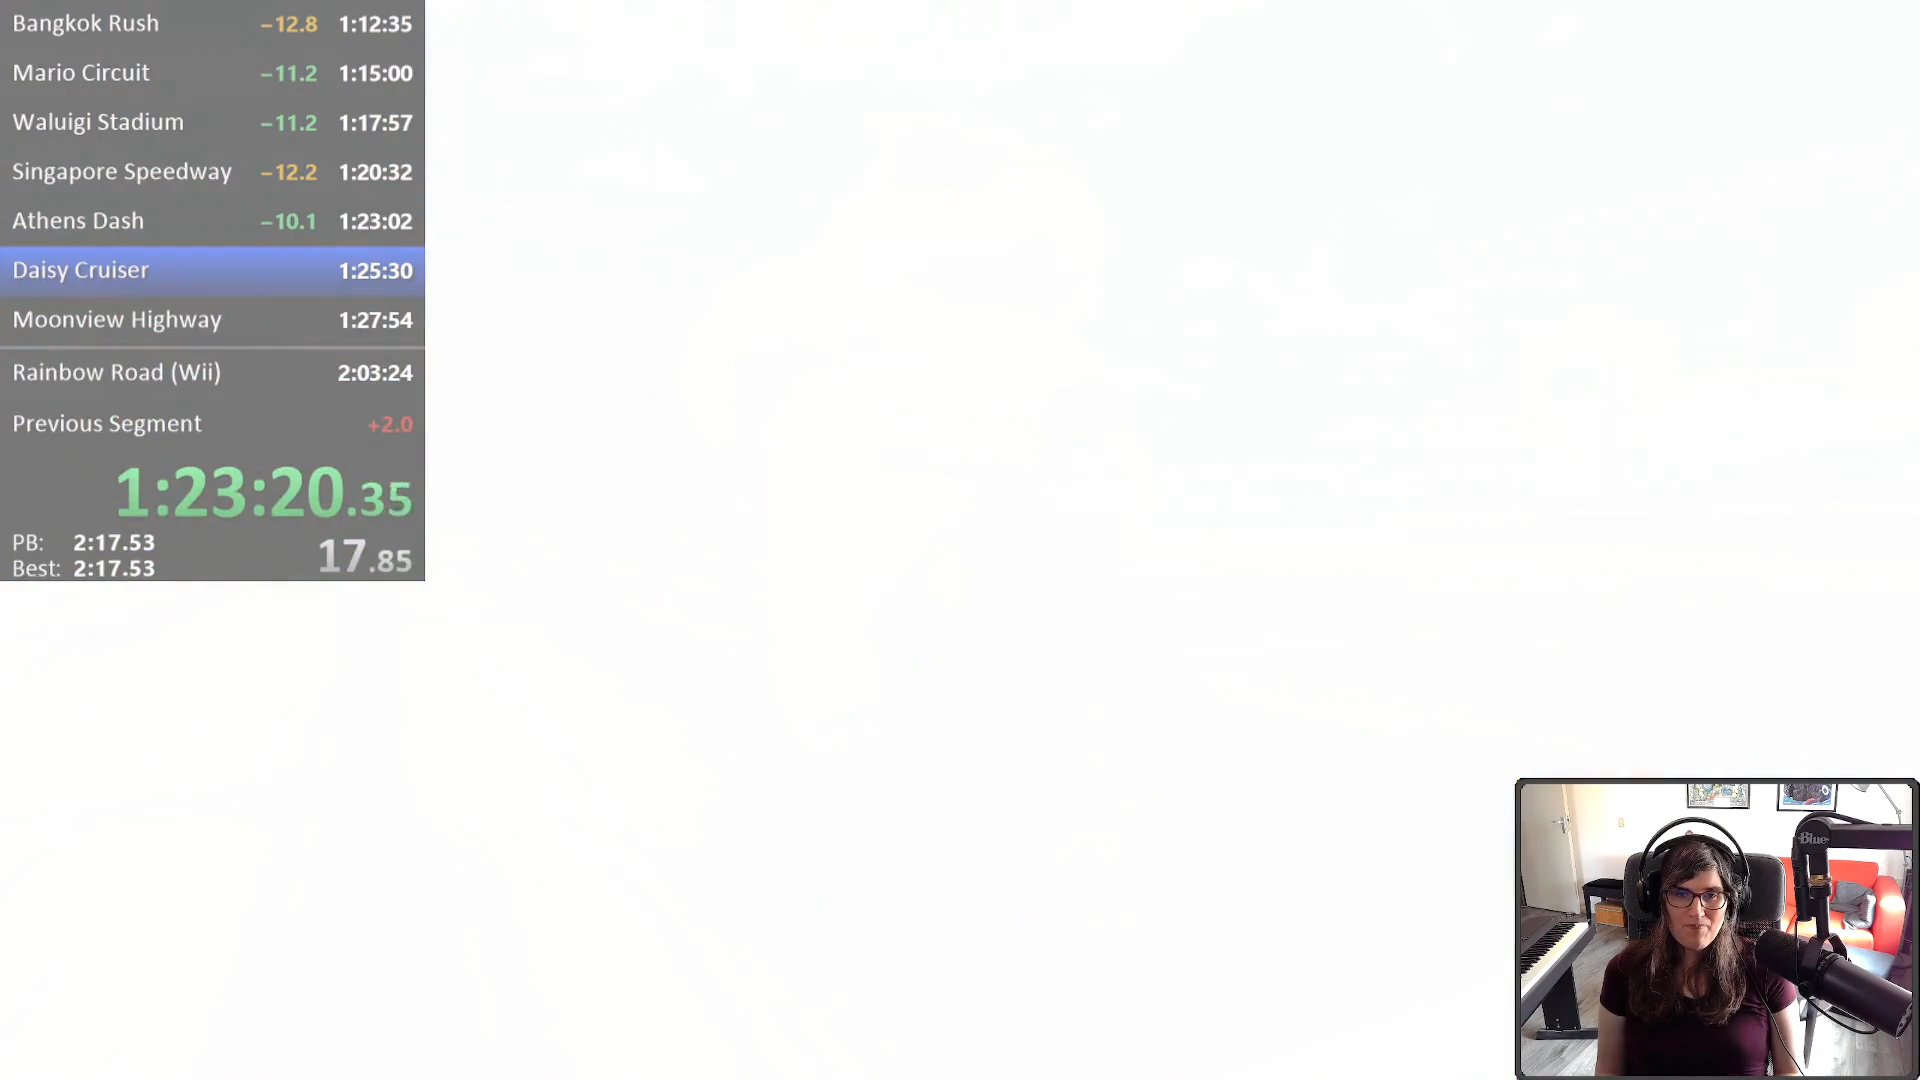 Bangkok Rush −12.8 1:12:35
Mario Circuit −11.2 1:15:00
Waluigi Stadium −11.2 1:17:57
Singapore Speedway −12.2 1:20:32
Athens Dash −10.1 1:23:02
Daisy Cruiser 1:25:30
Moonview Highway 1:27:54
Rainbow Road (Wii) 2:03:24
Previous Segment +2.0
1:23:20.35
PB: 2:17.53 17.85
Best: 2:17.53
Blue